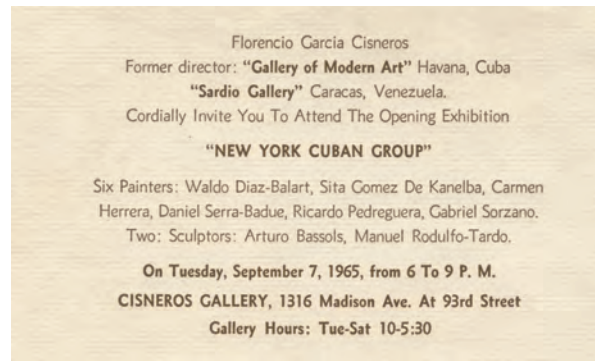 Florencio Garcia Cisneros
Former director: "Gallery of Modern Art" Havana, Cuba
"Sardio Gallery" Caracas, Venezuela.
Cordially Invite You To Attend The Opening Exhibition
"NEW YORK CUBAN GROUP"
Six Painters: Waldo Diaz-Balart, Sita Gomez De Kanelba, Carmen
Herrera, Daniel Serra-Badue, Ricardo Pedreguera, Gabriel Sorzano.
Two: Sculptors: Arturo Bassols, Manuel Rodulfo-Tardo.
On Tuesday, September 7, 1965, from 6 To 9 P. M.
CISNEROS GALLERY, 1316 Madison Ave. At 93rd Street
Gallery Hours: Tue-Sat 10-5:30